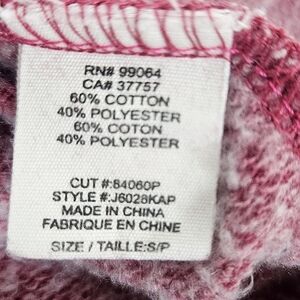 RN# 99064
CA# 37757
60% COTTON
40% POLYESTER
60% COTON
40% POLYESTER
CUT #:84060P
STYLE #:J6028KAP
MADE IN CHINA
FABRIQUE EN CHINE
SIZE / TAILLE:S/P